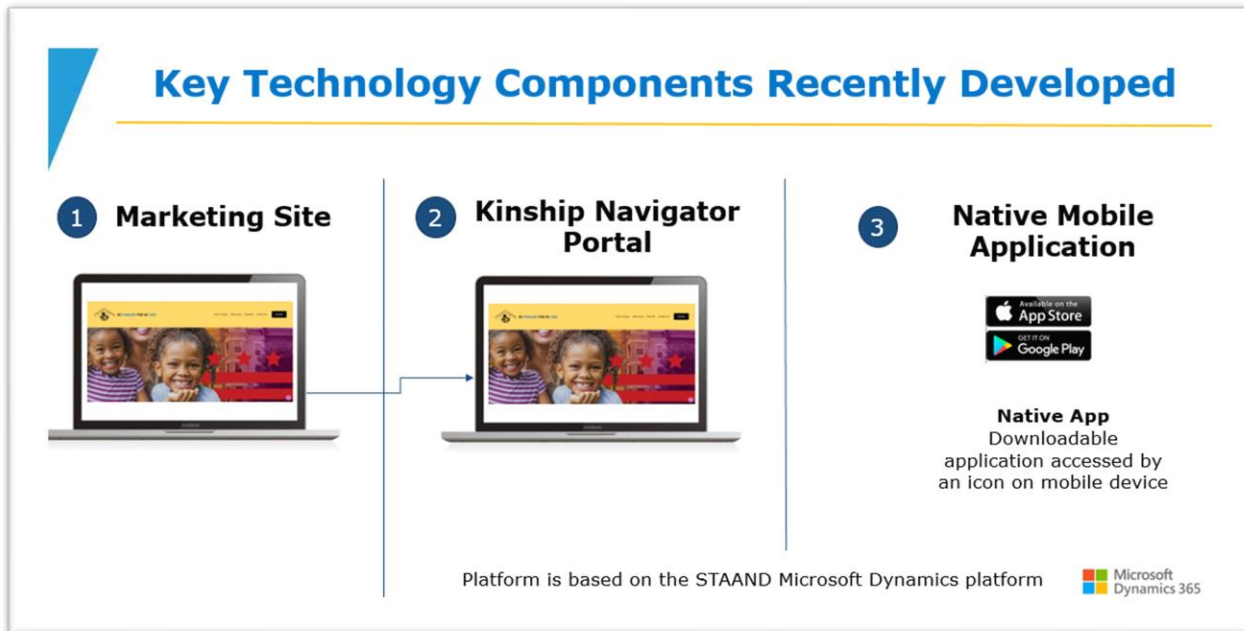 Key Technology Components Recently Developed
1
Marketing Site
2
Kinship Navigator
Portal
3
Native Mobile
Application
Available on the
App Store
GET IT ON
Google Play
Native App
Downloadable
application accessed by
an icon on mobile device
Platform is based on the STAAND Microsoft Dynamics platform
Microsoft
Dynamics 365